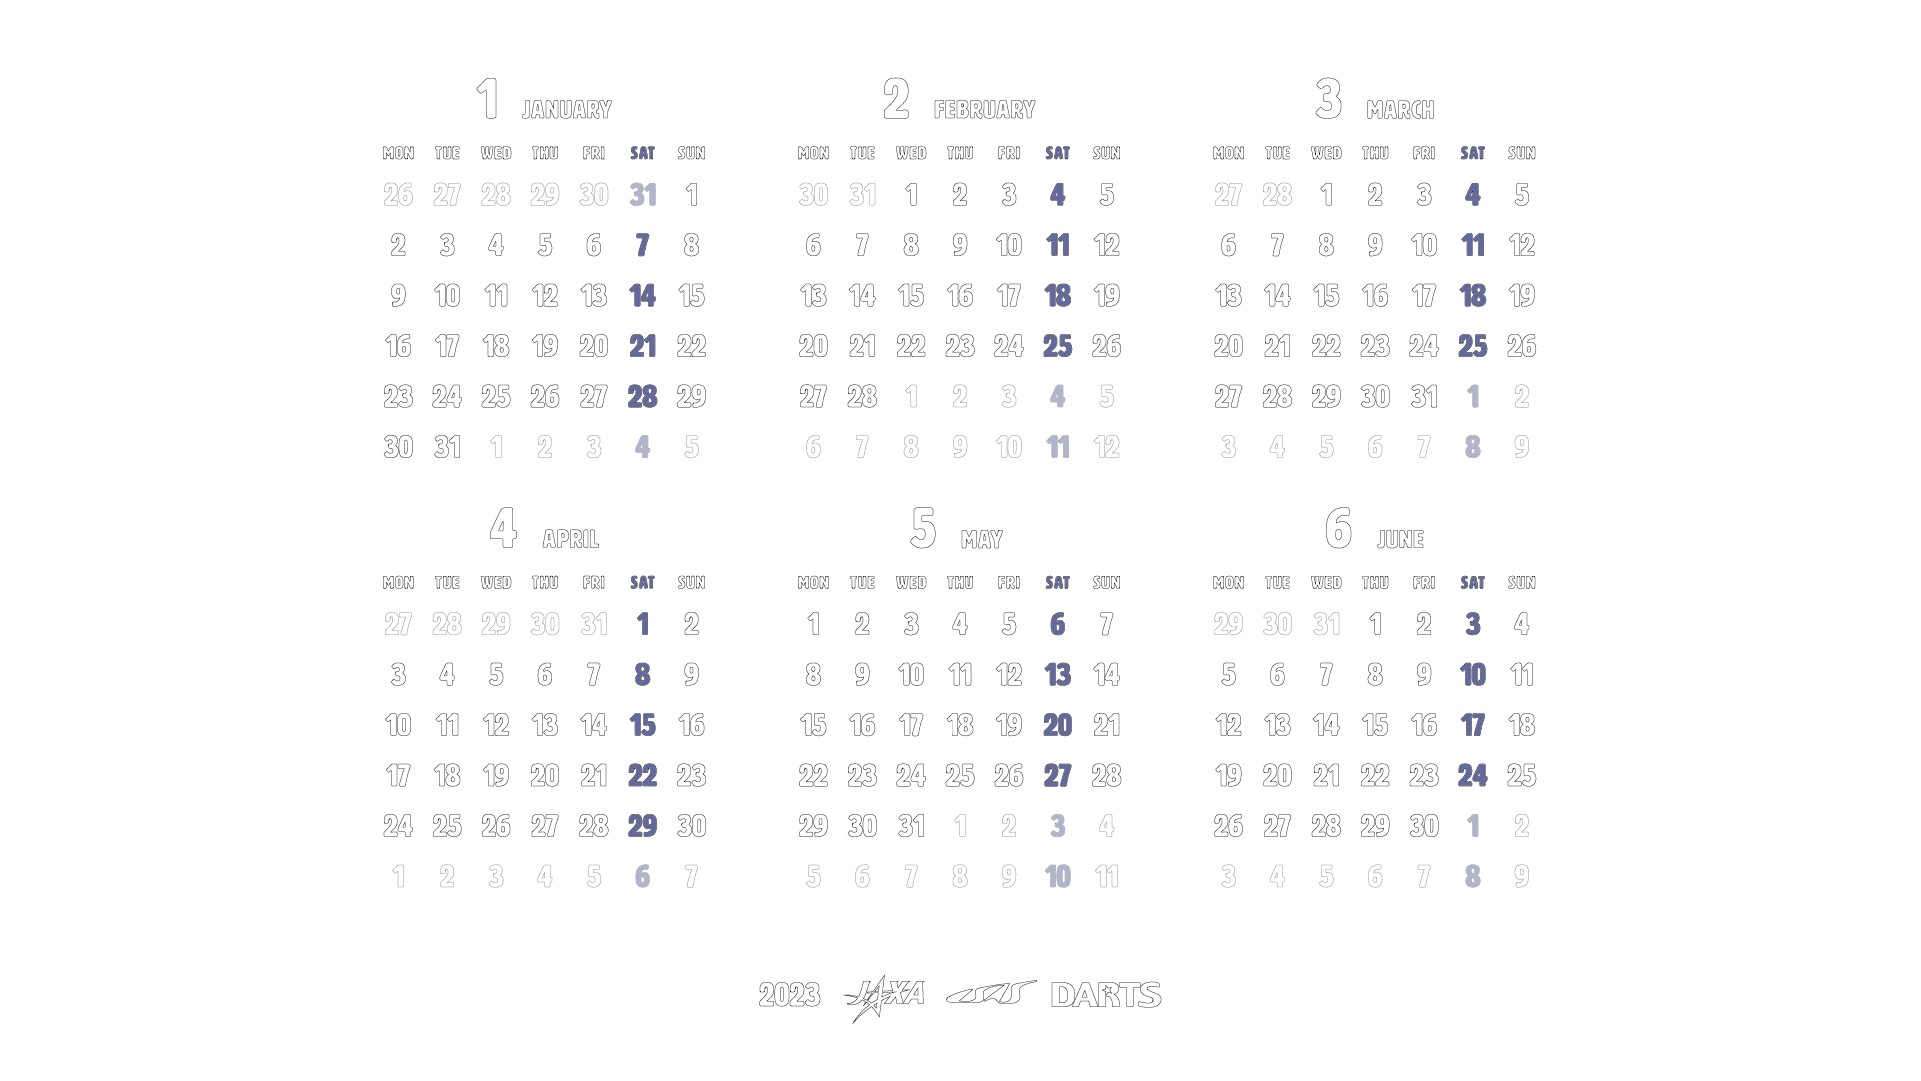 1 JANUARY
MON TUE WED THU FRI SAT SUN
26 27 28 29 30 31 1
2 3 4 5 6 7 8
9 10 11 12 13 14 15
16 17 18 19 20 21 22
23 24 25 26 27 28 29
30 31 1 2 3 4 5
2 FEBRUARY
MON TUE WED THU FRI SAT SUN
30 31 1 2 3 4 5
6 7 8 9 10 11 12
13 14 15 16 17 18 19
20 21 22 23 24 25 26
27 28 1 2 3 4 5
6 7 8 9 10 11 12
3 MARCH
MON TUE WED THU FRI SAT SUN
27 28 1 2 3 4 5
6 7 8 9 10 11 12
13 14 15 16 17 18 19
20 21 22 23 24 25 26
27 28 29 30 31 1 2
3 4 5 6 7 8 9
4 APRIL
MON TUE WED THU FRI SAT SUN
27 28 29 30 31 1 2
3 4 5 6 7 8 9
10 11 12 13 14 15 16
17 18 19 20 21 22 23
24 25 26 27 28 29 30
1 2 3 4 5 6 7
5 MAY
MON TUE WED THU FRI SAT SUN
1 2 3 4 5 6 7
8 9 10 11 12 13 14
15 16 17 18 19 20 21
22 23 24 25 26 27 28
29 30 31 1 2 3 4
5 6 7 8 9 10 11
6 JUNE
MON TUE WED THU FRI SAT SUN
29 30 31 1 2 3 4
5 6 7 8 9 10 11
12 13 14 15 16 17 18
19 20 21 22 23 24 25
26 27 28 29 30 1 2
3 4 5 6 7 8 9
2023 JAXA ISAS DARTS